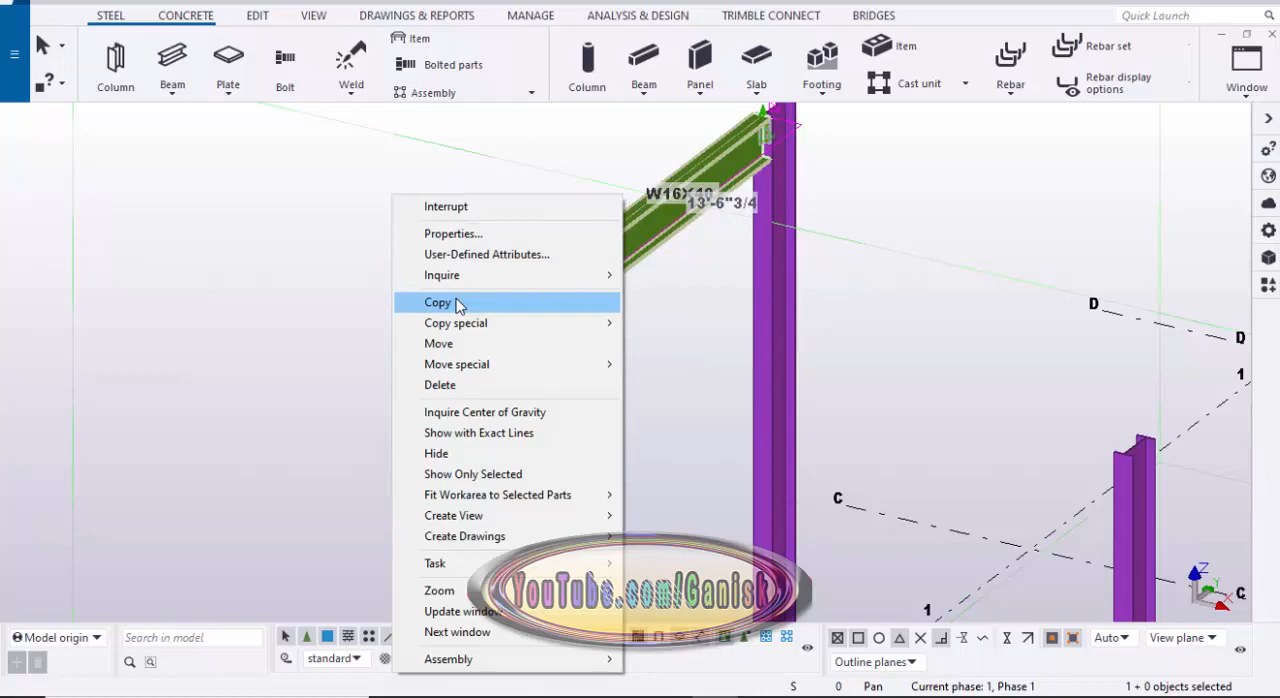 STEEL CONCRETE EDIT VIEW DRAWINGS & REPORTS MANAGE ANALYSIS & DESIGN TRIMBLE CONNECT BRIDGES Quick Launch
Item
Bolted parts
Assembly
Column Beam Plate Bolt Weld
Column Beam Panel Slab Footing
Item
Cast unit
Rebar
Rebar set
Rebar display
options
Window
W16X40
13'-6"3/4
Interrupt
Properties...
User-Defined Attributes...
Inquire
Copy
Copy special
Move
Move special
Delete
Inquire Center of Gravity
Show with Exact Lines
Hide
Show Only Selected
Fit Workarea to Selected Parts
Create View
Create Drawings
Task
Zoom
Update window
Next window
Assembly
D
D
1
C
Z
Y
X
C
1
YouTube.com/Ganisk
Model origin
Search in model
standard
Auto
View plane
Outline planes
S 0 Pan Current phase: 1, Phase 1 1 + 0 objects selected